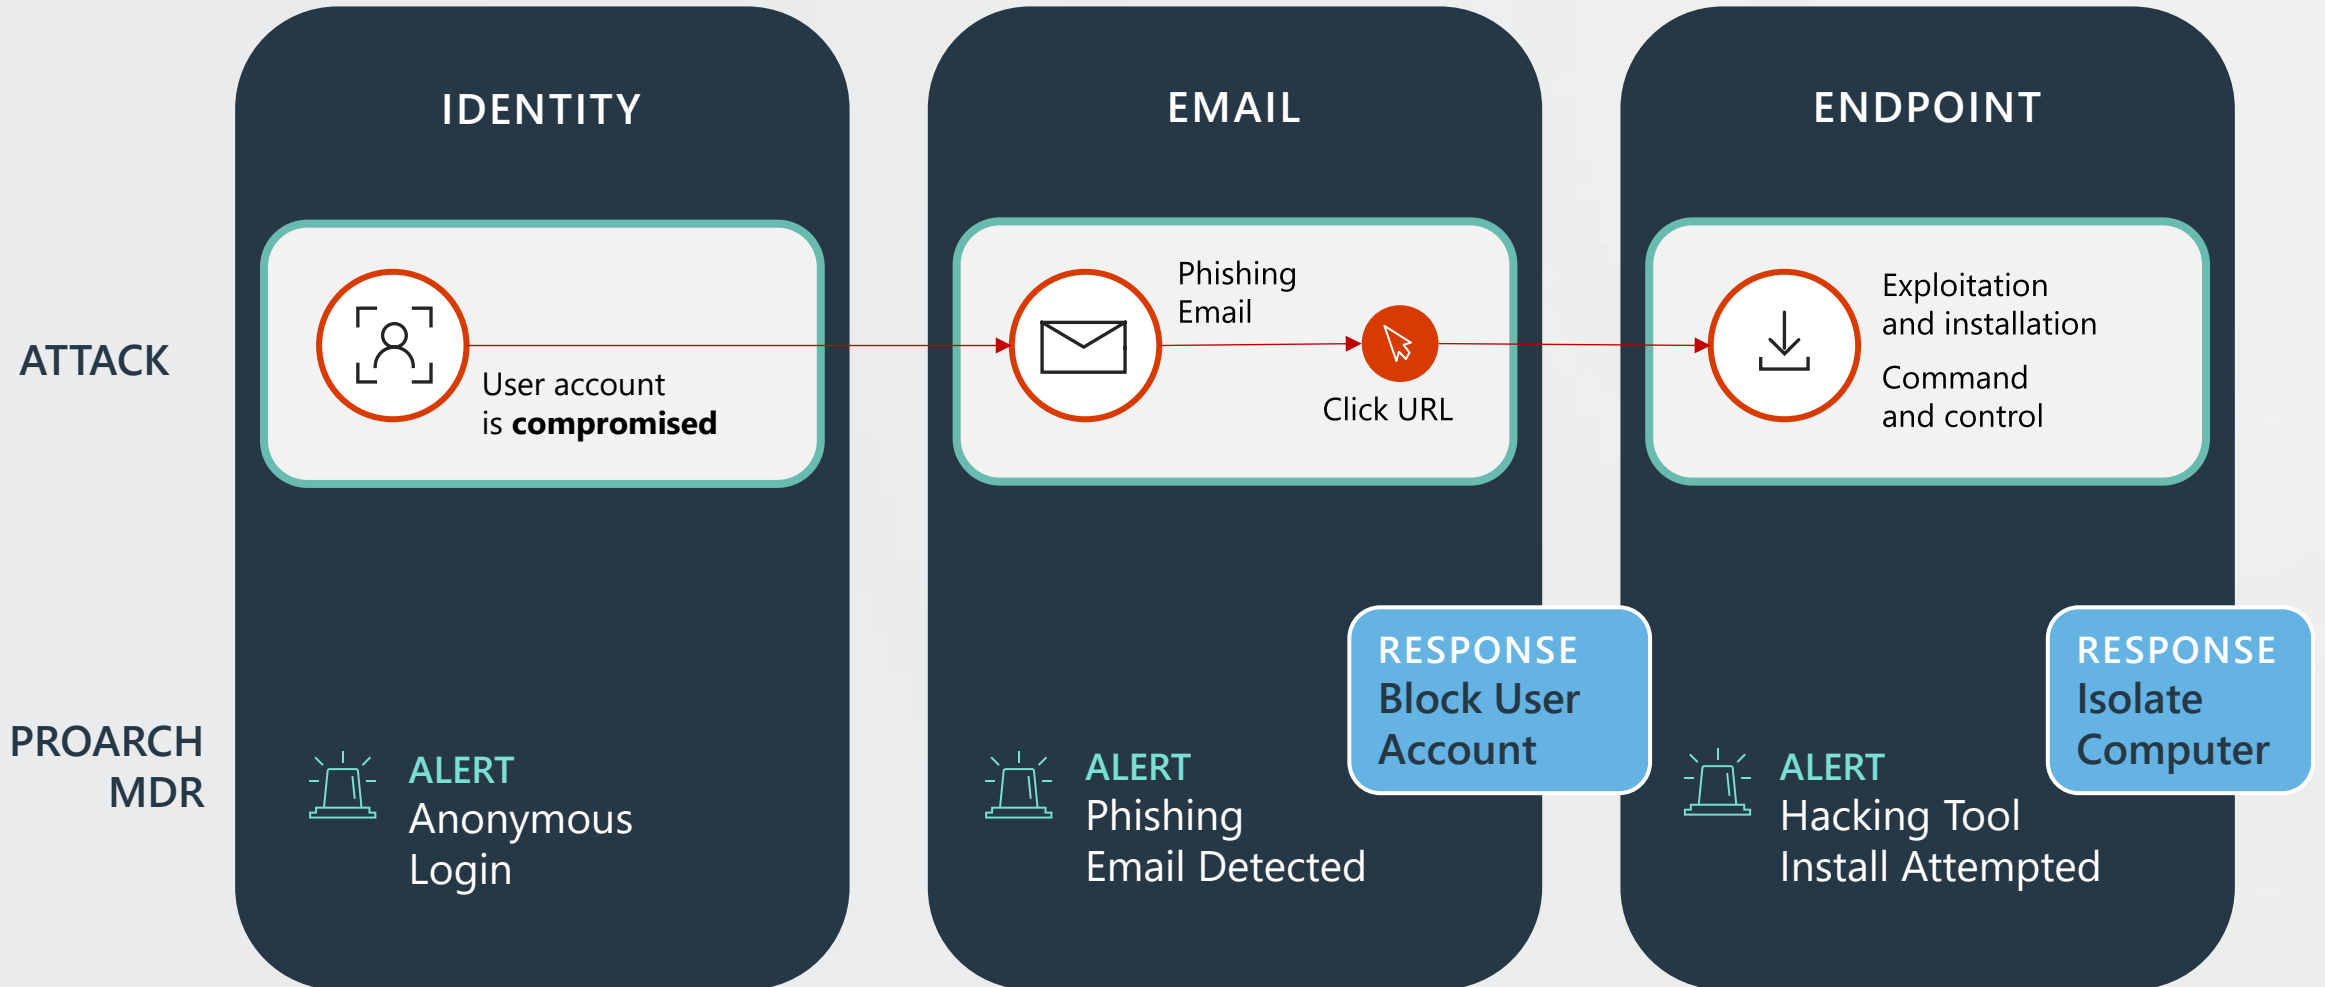 IDENTITY
EMAIL
ENDPOINT
ATTACK
User account
is compromised
Phishing
Email
Click URL
Exploitation
and installation
Command
and control
PROARCH
MDR
ALERT
Anonymous
Login
ALERT
Phishing
Email Detected
RESPONSE
Block User
Account
ALERT
Hacking Tool
Install Attempted
RESPONSE
Isolate
Computer